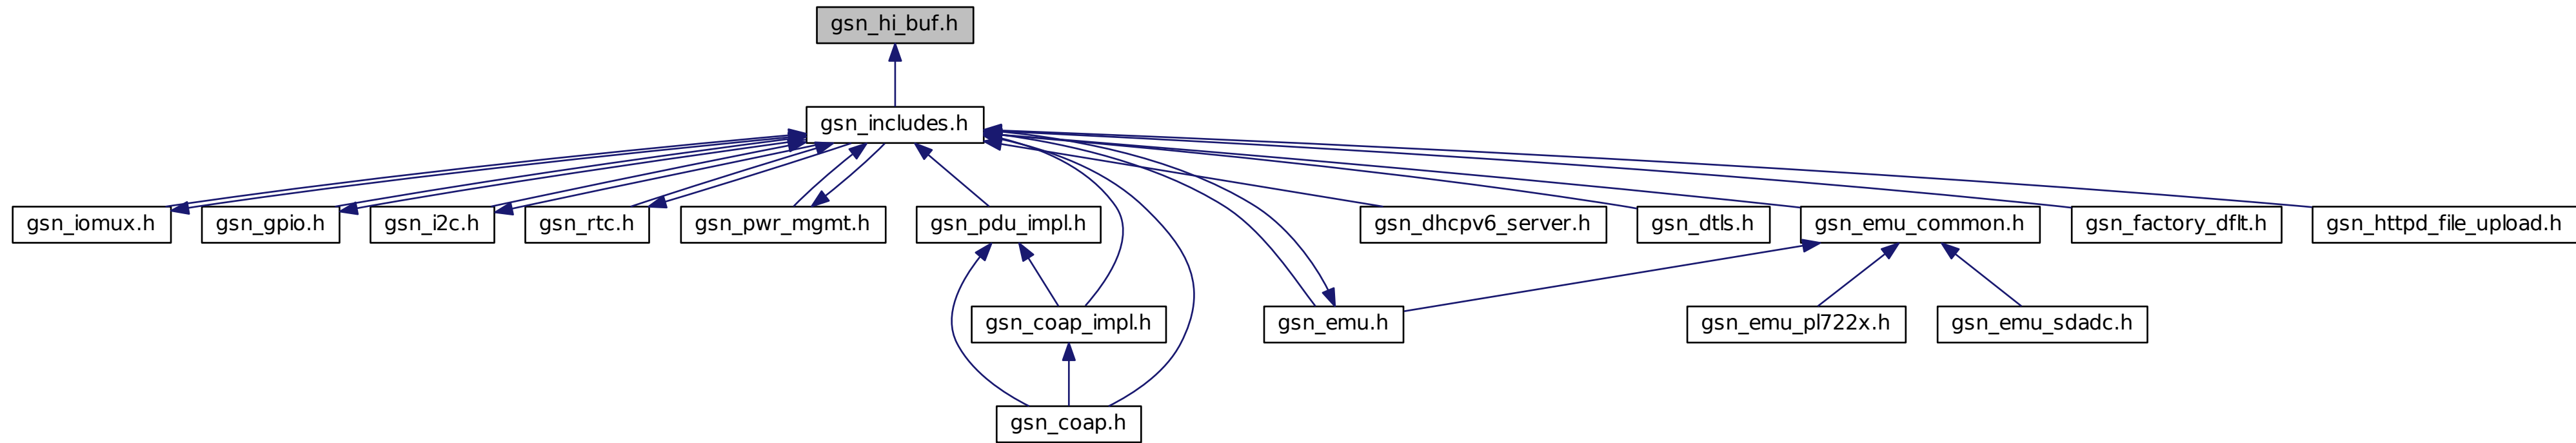 gsn_hi_buf.h
gsn_includes.h
gsn_iomux.h
gsn_gpio.h
gsn_i2c.h
gsn_rtc.h
gsn_pwr_mgmt.h
gsn_pdu_impl.h
gsn_dhcpv6_server.h
gsn_dtls.h
gsn_emu_common.h
gsn_factory_dflt.h
gsn_httpd_file_upload.h
gsn_coap_impl.h
gsn_emu.h
gsn_emu_pl722x.h
gsn_emu_sdadc.h
gsn_coap.h